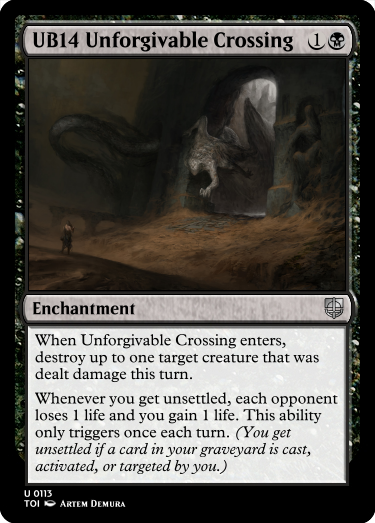 UB14 Unforgivable Crossing 1
Enchantment
When Unforgivable Crossing enters,
destroy up to one target creature that was
dealt damage this turn.
Whenever you get unsettled, each opponent
loses 1 life and you gain 1 life. This ability
only triggers once each turn. (You get
unsettled if a card in your graveyard is cast,
activated, or targeted by you.)
U 0113
TOI ARTEM DEMURA